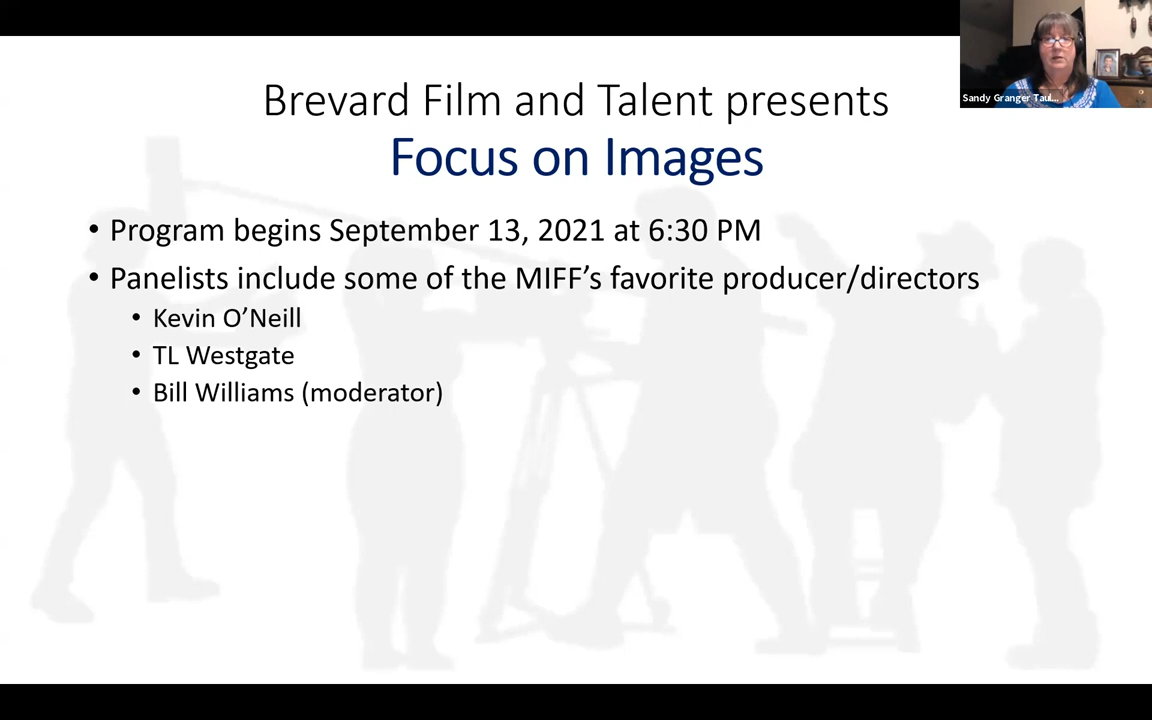 Brevard Film and Talent presents
Focus on Images
• Program begins September 13, 2021 at 6:30 PM
• Panelists include some of the MIFF’s favorite producer/directors
• Kevin O’Neill
• TL Westgate
• Bill Williams (moderator)
Sandy Granger Taul...